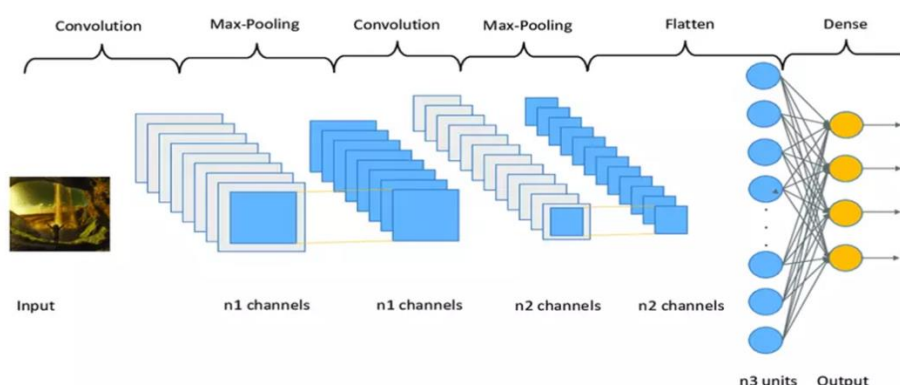 Convolution
Max-Pooling
Convolution
Max-Pooling
Flatten
Dense
Input
n1 channels
n1 channels
n2 channels
n2 channels
n3 units
Output